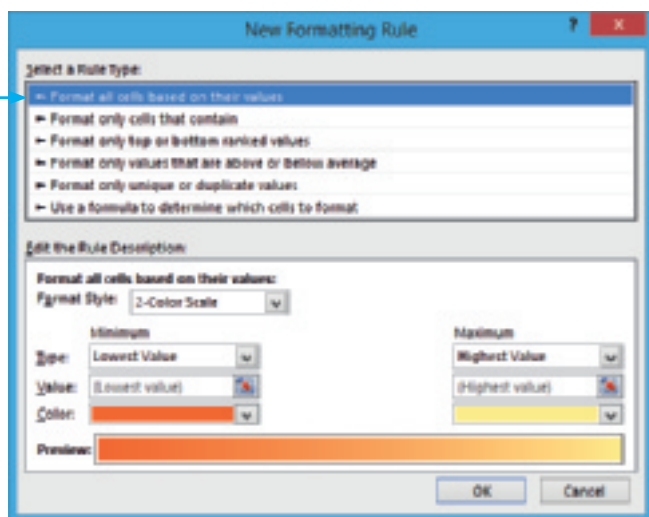 New Formatting Rule ? X
Select a Rule Type:
► Format all cells based on their values
► Format only cells that contain
► Format only top or bottom ranked values
► Format only values that are above or below average
► Format only unique or duplicate values
► Use a formula to determine which cells to format
Edit the Rule Description:
Format all cells based on their values:
Format Style: 2-Color Scale
Minimum Maximum
Type: Lowest Value Highest Value
Value: (Lowest value) (Highest value)
Color:
Preview:
OK Cancel